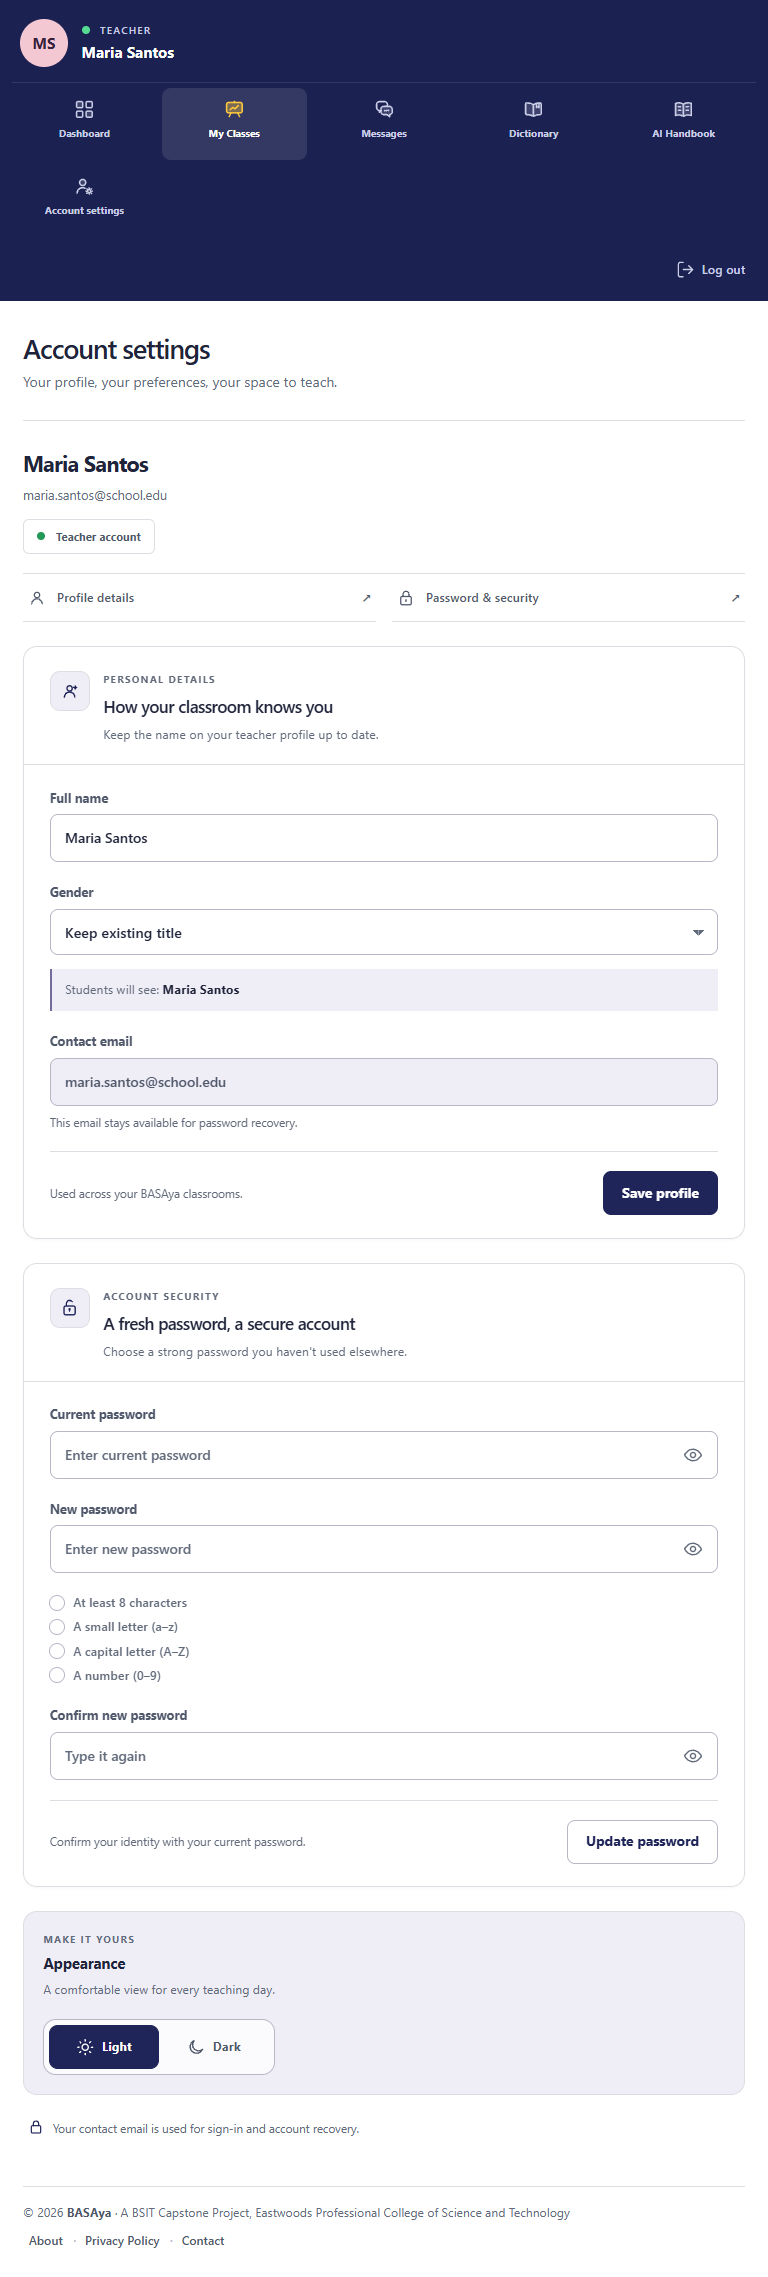 MS
TEACHER
Maria Santos
Dashboard
My Classes
Messages
Dictionary
AI Handbook
Account settings
Log out
Account settings
Your profile, your preferences, your space to teach.
Maria Santos
maria.santos@school.edu
Teacher account
Profile details
Password & security
PERSONAL DETAILS
How your classroom knows you
Keep the name on your teacher profile up to date.
Full name
Maria Santos
Gender
Keep existing title
Students will see: Maria Santos
Contact email
maria.santos@school.edu
This email stays available for password recovery.
Used across your BASAya classrooms.
Save profile
ACCOUNT SECURITY
A fresh password, a secure account
Choose a strong password you haven't used elsewhere.
Current password
Enter current password
New password
Enter new password
At least 8 characters
A small letter (a–z)
A capital letter (A–Z)
A number (0–9)
Confirm new password
Type it again
Confirm your identity with your current password.
Update password
MAKE IT YOURS
Appearance
A comfortable view for every teaching day.
Light
Dark
Your contact email is used for sign-in and account recovery.
© 2026 BASAya · A BSIT Capstone Project, Eastwoods Professional College of Science and Technology
About · Privacy Policy · Contact